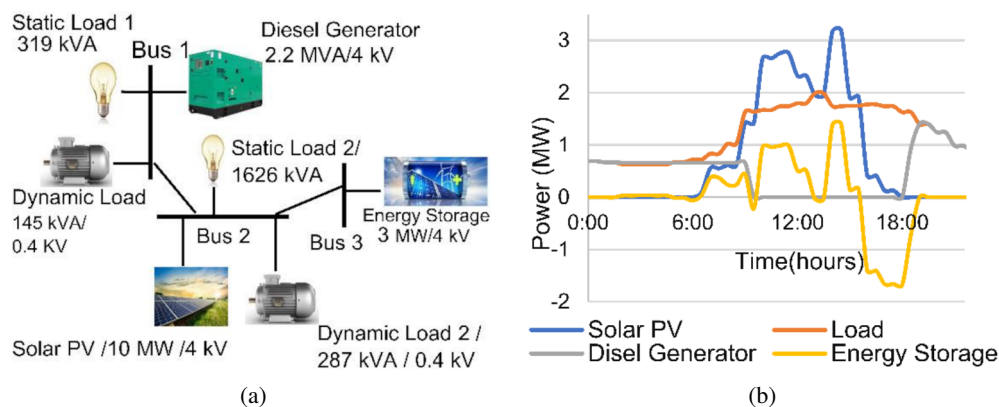 Static Load 1
319 kVA
Bus 1
Diesel Generator
2.2 MVA/4 kV
Dynamic Load
145 kVA/
0.4 KV
Static Load 2/
1626 kVA
Energy Storage
3 MW/4 kV
Bus 2
Bus 3
Solar PV /10 MW /4 kV
Dynamic Load 2 /
287 kVA / 0.4 kV
(a)
Power (MW)
3
2
1
0
-1
-2
0:00
6:00
12:00
18:00
Time(hours)
Solar PV
Load
Disel Generator
Energy Storage
(b)